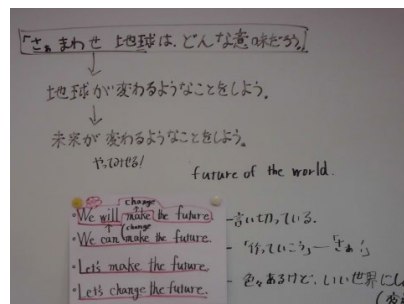 「さぁ まわせ 地球は、どんな意味だろう。」
↓
地球が変わるようなことをしよう。
↓
未来が変わるようなことをしよう。
やってみせる!
future of the world.
change
・We will make the future.
change
・We can make the future.
・Let's make the future.
・Let's change the future.
言い切っている。
「作っていこう」―「さぁ!」
色々あるけど、いい世界にし